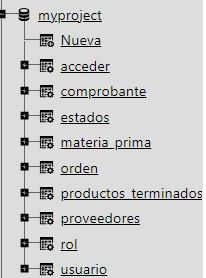 myproject
Nueva
acceder
comprobante
estados
materia_prima
orden
productos_terminados
proveedores
rol
usuario